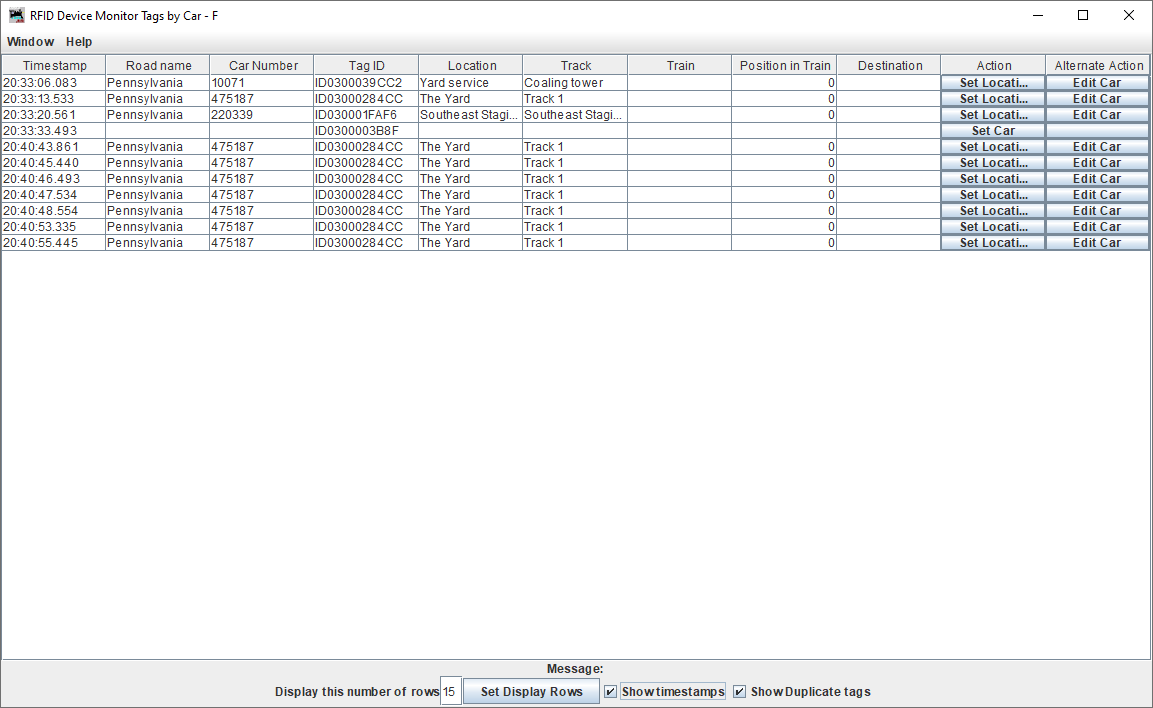 RFID Device Monitor Tags by Car - F
Window Help
Timestamp Road name Car Number Tag ID Location Track Train Position in Train Destination Action Alternate Action
20:33:06.083 Pennsylvania 10071 ID0300039CC2 Yard service Coaling tower 0 Set Locati... Edit Car
20:33:13.533 Pennsylvania 475187 ID03000284CC The Yard Track 1 0 Set Locati... Edit Car
20:33:20.561 Pennsylvania 220339 ID030001FAF6 Southeast Stagi... Southeast Stagi... 0 Set Locati... Edit Car
20:33:33.493 ID0300003B8F Set Car
20:40:43.861 Pennsylvania 475187 ID03000284CC The Yard Track 1 0 Set Locati... Edit Car
20:40:45.440 Pennsylvania 475187 ID03000284CC The Yard Track 1 0 Set Locati... Edit Car
20:40:46.493 Pennsylvania 475187 ID03000284CC The Yard Track 1 0 Set Locati... Edit Car
20:40:47.534 Pennsylvania 475187 ID03000284CC The Yard Track 1 0 Set Locati... Edit Car
20:40:48.554 Pennsylvania 475187 ID03000284CC The Yard Track 1 0 Set Locati... Edit Car
20:40:53.335 Pennsylvania 475187 ID03000284CC The Yard Track 1 0 Set Locati... Edit Car
20:40:55.445 Pennsylvania 475187 ID03000284CC The Yard Track 1 0 Set Locati... Edit Car
Message:
Display this number of rows 15 Set Display Rows Show timestamps Show Duplicate tags